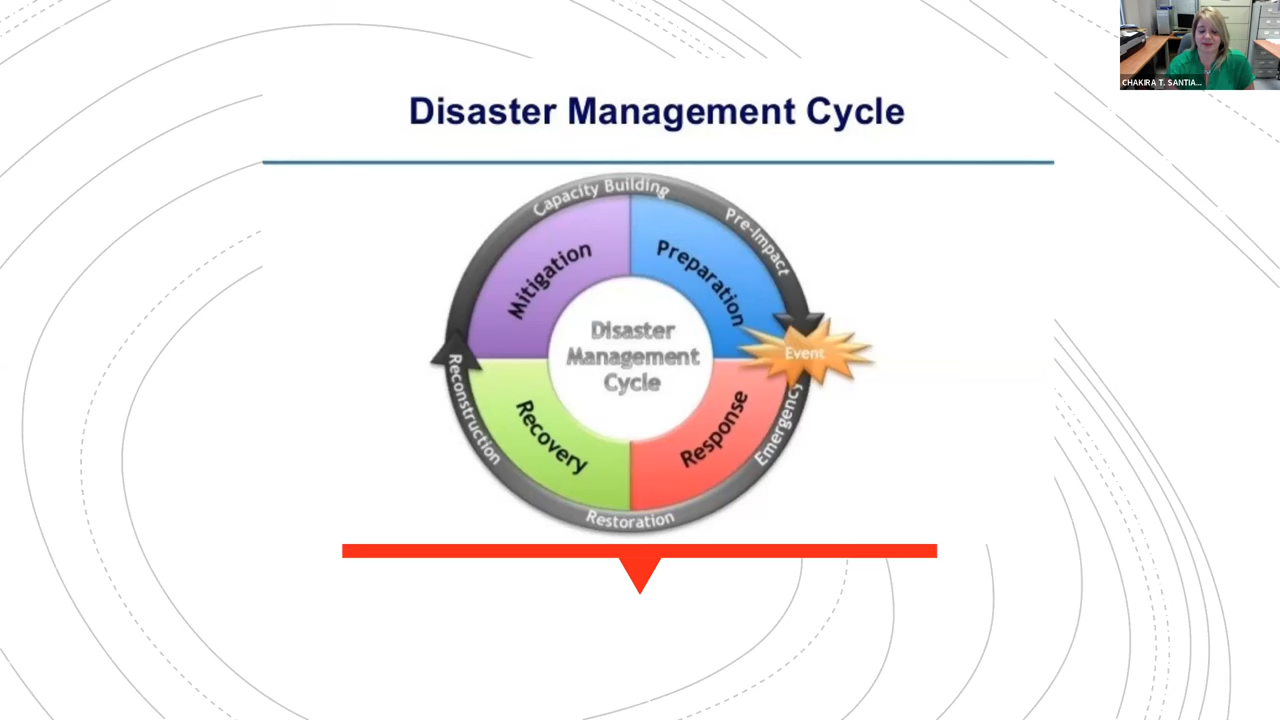 CHAKIRA T. SANTIA...
Disaster Management Cycle
Capacity Building
Pre-Impact
Mitigation
Preparation
Disaster
Management
Cycle
Event
Reconstruction
Recovery
Response
Emergency
Restoration